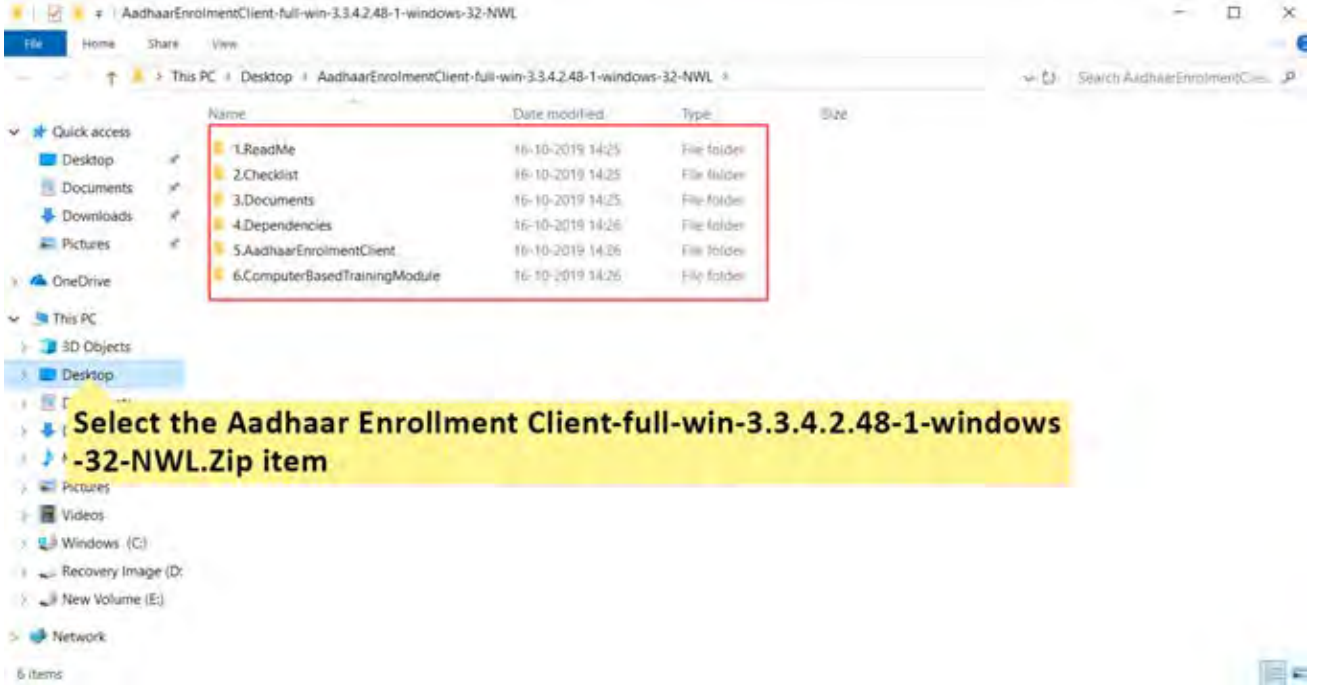 AadhaarEnrolmentClient-full-win-3.3.4.2.48-1-windows-32-NWL
File Home Share View
This PC Desktop AadhaarEnrolmentClient-full-win-3.3.4.2.48-1-windows-32-NWL
Search AadhaarEnrolmentClie...
Name Date modified Type Size
Quick access
Desktop
Documents
Downloads
Pictures
OneDrive
This PC
3D Objects
Desktop
Pictures
Videos
Windows (C:)
Recovery Image (D:
New Volume (E:)
Network
1.ReadMe 16-10-2019 14:25 File folder
2.Checklist 16-10-2019 14:25 File folder
3.Documents 16-10-2019 14:25 File folder
4.Dependencies 16-10-2019 14:26 File folder
5.AadhaarEnrolmentClient 16-10-2019 14:26 File folder
6.ComputerBasedTrainingModule 16-10-2019 14:26 File folder
Select the Aadhaar Enrollment Client-full-win-3.3.4.2.48-1-windows
-32-NWL.Zip item
6 items